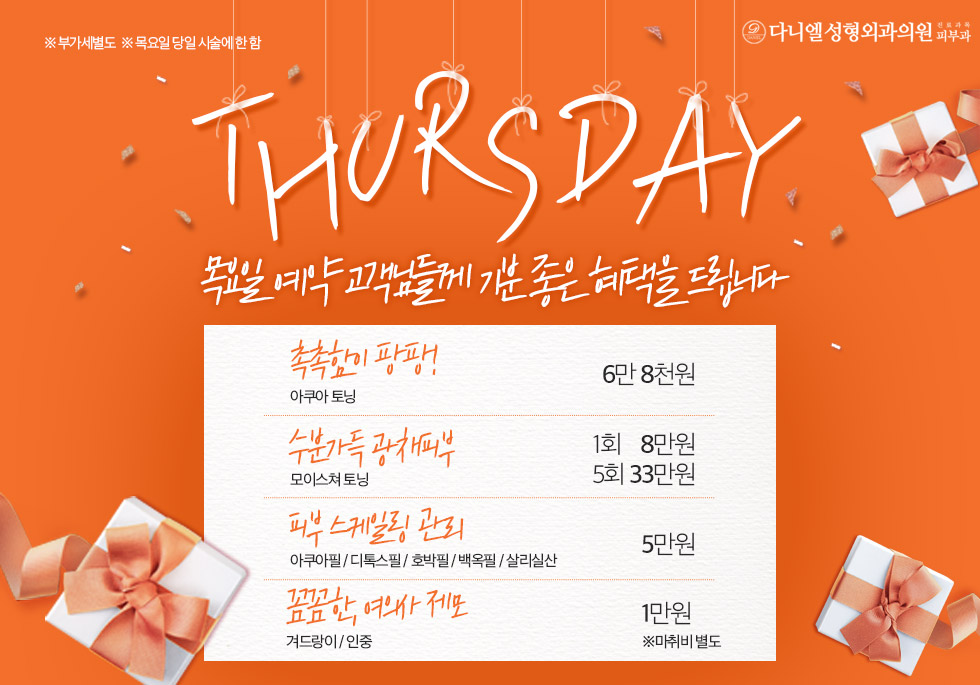 ※ 부가세별도 ※ 목요일 당일 시술에 한 함
다니엘성형외과의원 진료과목 피부과
THURSDAY
목요일 예약 고객님들께 기분 좋은 혜택을 드립니다
촉촉함이 팡팡!
아쿠아 토닝
6만 8천원
수분가득 광채피부
모이스쳐 토닝
1회 8만원
5회 33만원
피부 스케일링 관리
아쿠아필 / 디톡스필 / 호박필 / 백옥필 / 살리실산
5만원
꼼꼼한, 여의사 제모
겨드랑이 / 인중
1만원
※마취비 별도